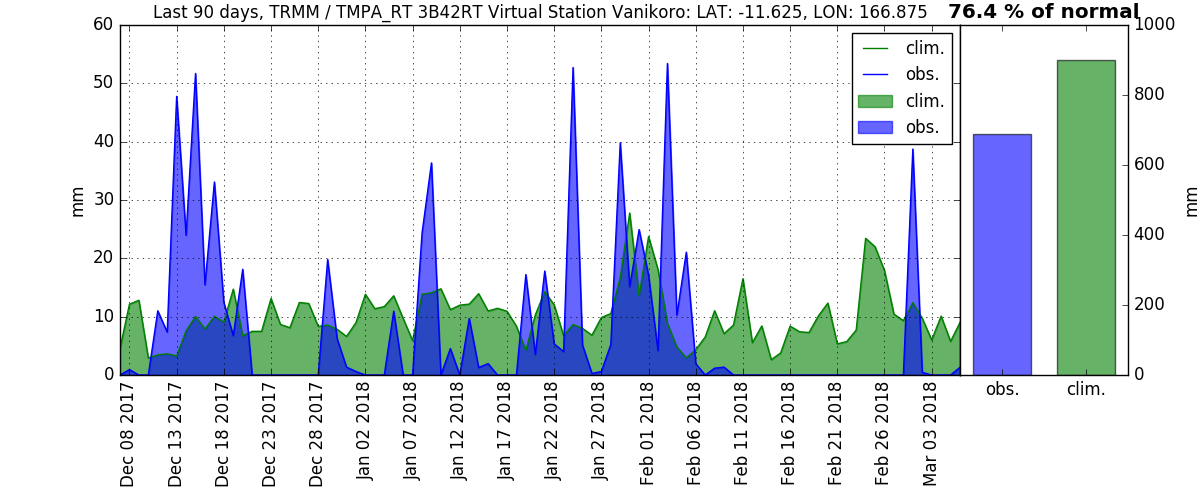 Last 90 days, TRMM / TMPA_RT 3B42RT Virtual Station Vanikoro: LAT: -11.625, LON: 166.875
76.4 % of normal
60
50
40
30
20
10
0
mm
clim.
obs.
clim.
obs.
Dec 08 2017
Dec 13 2017
Dec 18 2017
Dec 23 2017
Dec 28 2017
Jan 02 2018
Jan 07 2018
Jan 12 2018
Jan 17 2018
Jan 22 2018
Jan 27 2018
Feb 01 2018
Feb 06 2018
Feb 11 2018
Feb 16 2018
Feb 21 2018
Feb 26 2018
Mar 03 2018
1000
800
600
400
200
0
mm
obs.
clim.